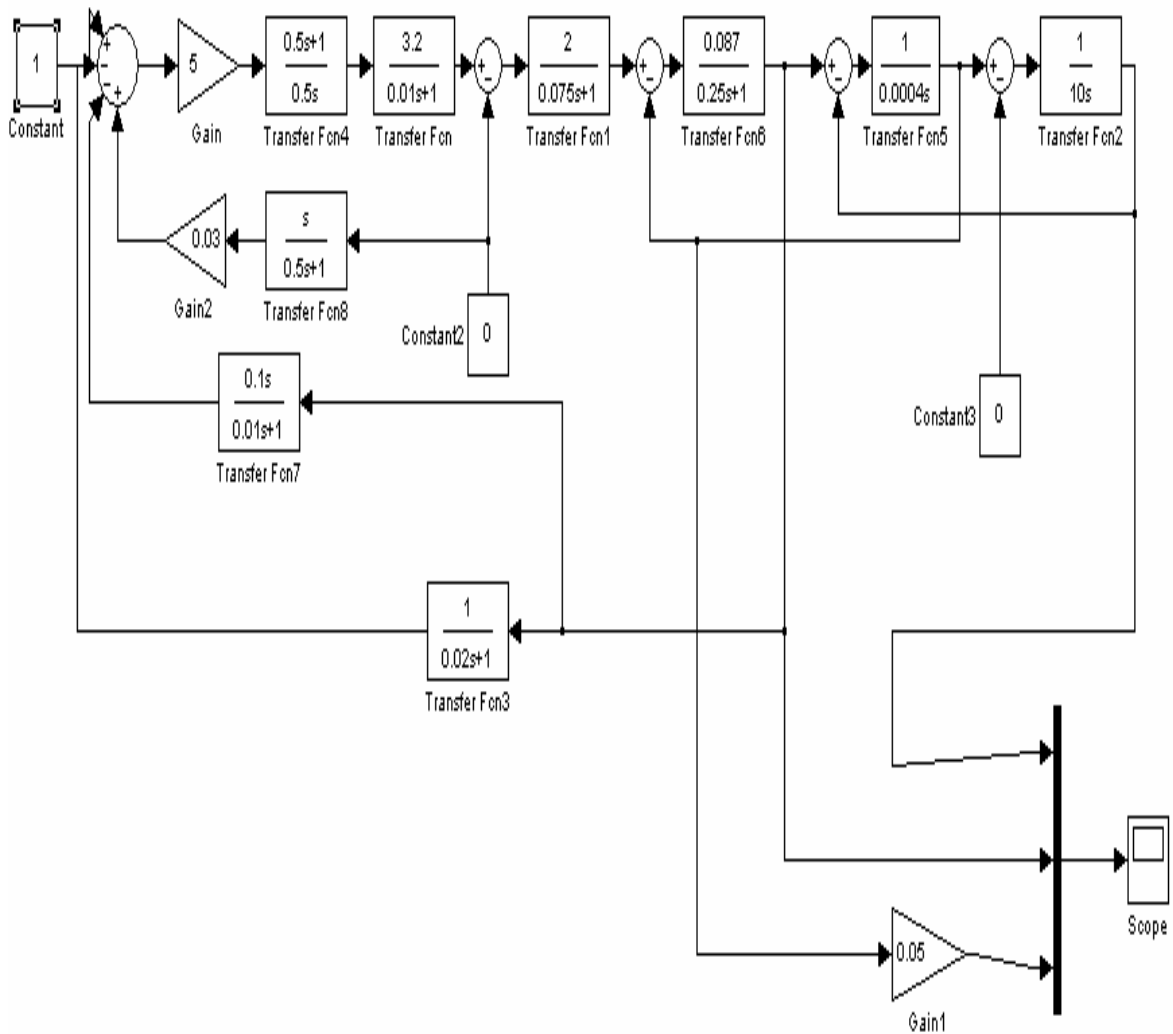 1
Constant
+
−
−
+
5
Gain
0.5s+1
0.5s
Transfer Fcn4
3.2
0.01s+1
Transfer Fcn
+
−
2
0.075s+1
Transfer Fcn1
+
−
0.087
0.25s+1
Transfer Fcn6
+
−
1
0.0004s
Transfer Fcn5
+
−
1
10s
Transfer Fcn2
0.03
Gain2
s
0.5s+1
Transfer Fcn8
Constant2
0
0.1s
0.01s+1
Transfer Fcn7
Constant3
0
1
0.02s+1
Transfer Fcn3
Scope
0.05
Gain1